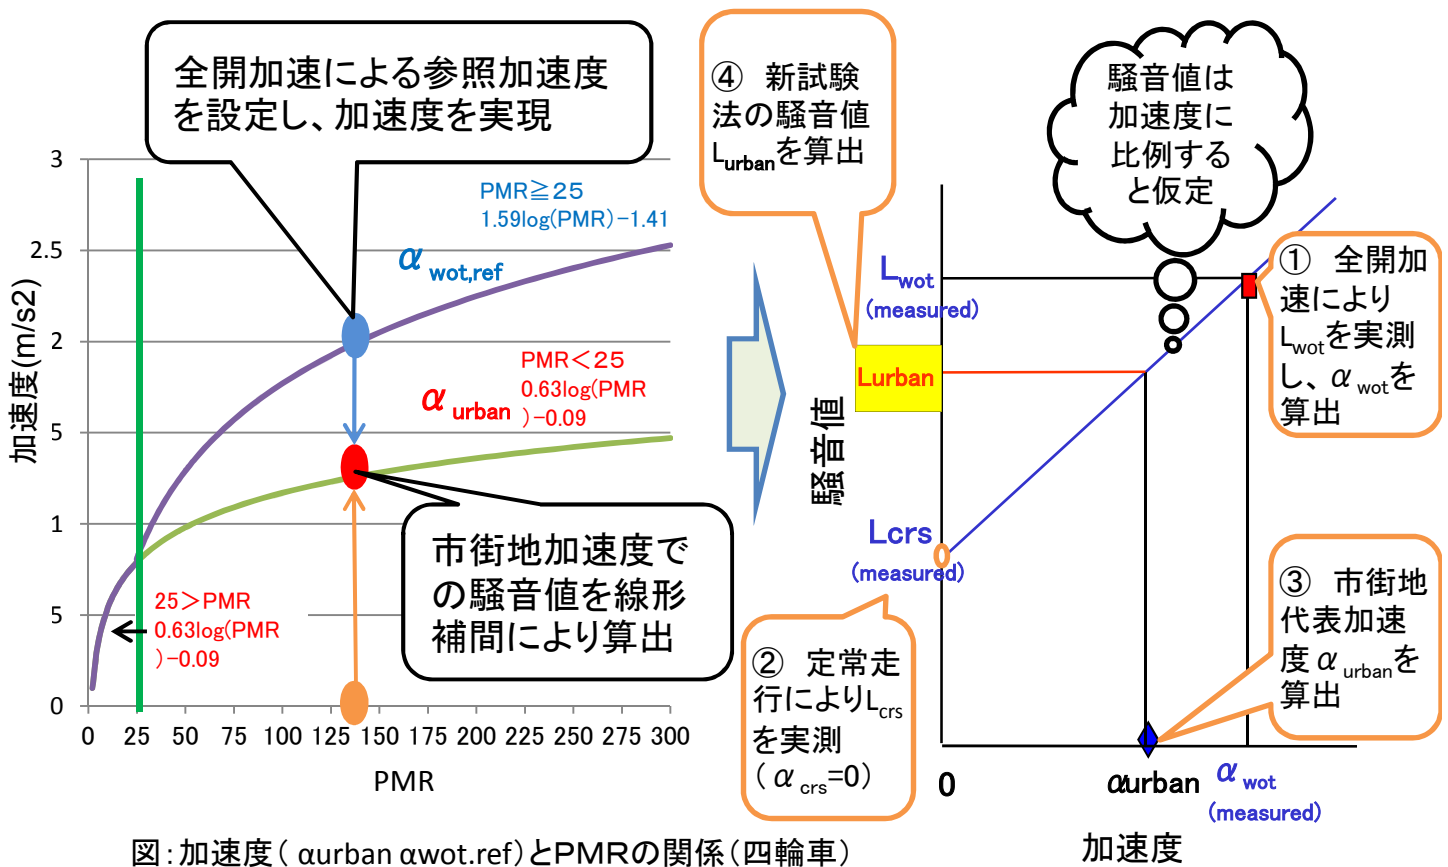 全開加速による参照加速度
を設定し、加速度を実現
④ 新試験
法の騒音値
Lurbanを算出
騒音値は
加速度に
比例する
と仮定
3
2.5
2
5
1
5
0
加速度(m/s2)
PMR≧25
1.59log(PMR)-1.41
αwot,ref
PMR<25
0.63log(PMR
)-0.09
αurban
25>PMR
0.63log(PMR
)-0.09
市街地加速度で
の騒音値を線形
補間により算出
0 25 50 75 100 125 150 175 200 225 250 275 300
PMR
騒音値
Lwot
(measured)
Lurban
Lcrs
(measured)
① 全開加
速により
Lwotを実測
し、αwotを
算出
② 定常走
行によりLcrs
を実測
(αcrs=0)
③ 市街地
代表加速
度αurbanを
算出
0
αurban
αwot
(measured)
加速度
図:加速度( αurban αwot.ref)とPMRの関係(四輪車)